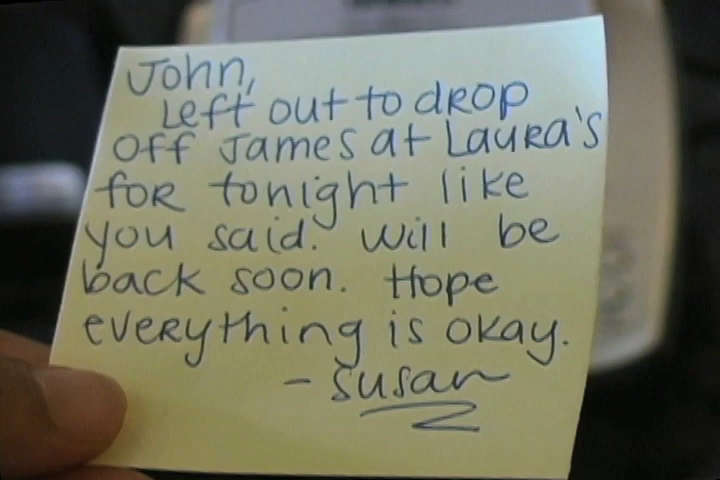 John,
Left out to drop
off James at Laura's
for tonight like
you said. Will be
back soon. Hope
everything is okay.
- Susan